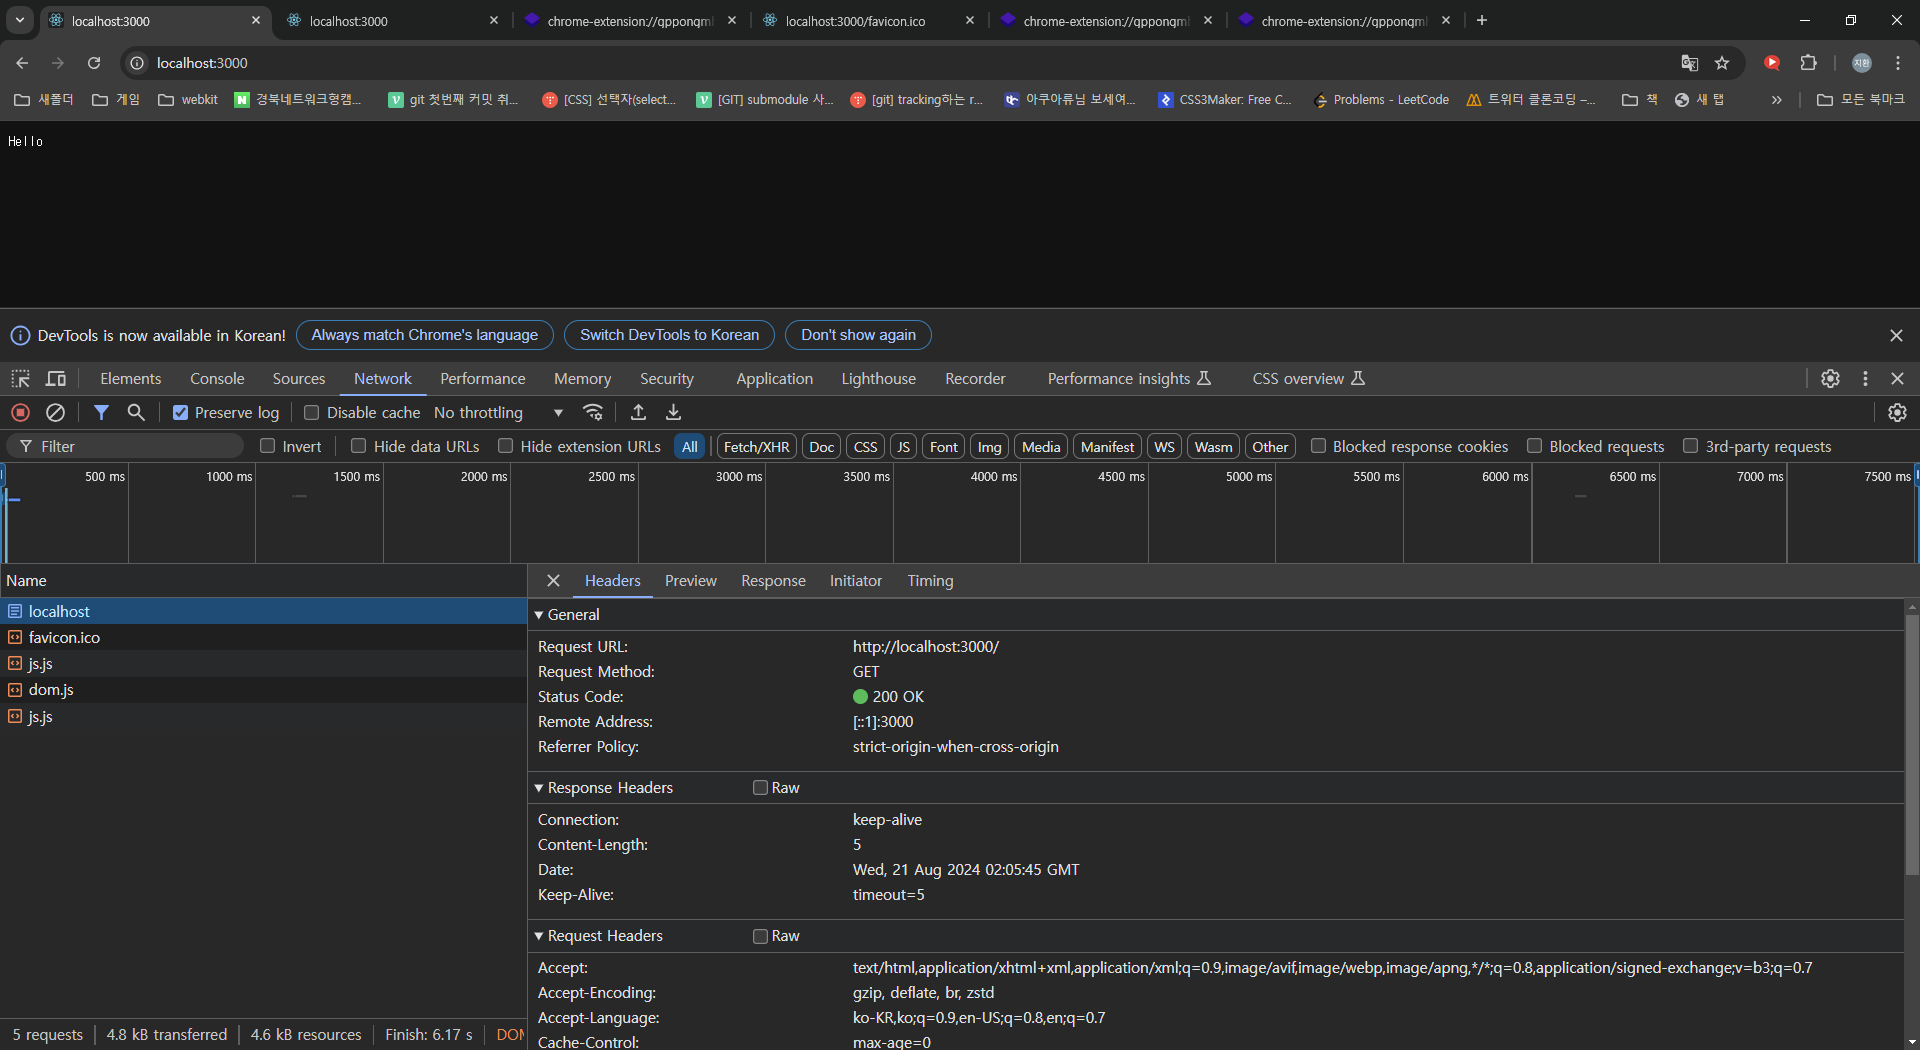 localhost:3000
localhost:3000
chrome-extension://gpponqml
localhost:3000/favicon.ico
chrome-extension://gpponqml
chrome-extension://gpponqml
localhost:3000
지환
새폴더
게임
webkit
경북네트워크형캠...
git 첫번째 커밋 취...
[CSS] 선택자(select...
[GIT] submodule 사...
[git] tracking하는 r...
아쿠아류님 보세여...
CSS3Maker: Free C...
Problems - LeetCode
트위터 클론코딩 –...
책
새 탭
모든 북마크
Hello
DevTools is now available in Korean!
Always match Chrome's language
Switch DevTools to Korean
Don't show again
Elements
Console
Sources
Network
Performance
Memory
Security
Application
Lighthouse
Recorder
Performance insights
CSS overview
Preserve log
Disable cache
No throttling
Filter
Invert
Hide data URLs
Hide extension URLs
All
Fetch/XHR
Doc
CSS
JS
Font
Img
Media
Manifest
WS
Wasm
Other
Blocked response cookies
Blocked requests
3rd-party requests
500 ms
1000 ms
1500 ms
2000 ms
2500 ms
3000 ms
3500 ms
4000 ms
4500 ms
5000 ms
5500 ms
6000 ms
6500 ms
7000 ms
7500 ms
Name
localhost
favicon.ico
js.js
dom.js
js.js
Headers
Preview
Response
Initiator
Timing
General
Request URL: http://localhost:3000/
Request Method: GET
Status Code: 200 OK
Remote Address: [::1]:3000
Referrer Policy: strict-origin-when-cross-origin
Response Headers Raw
Connection: keep-alive
Content-Length: 5
Date: Wed, 21 Aug 2024 02:05:45 GMT
Keep-Alive: timeout=5
Request Headers Raw
Accept: text/html,application/xhtml+xml,application/xml;q=0.9,image/avif,image/webp,image/apng,*/*;q=0.8,application/signed-exchange;v=b3;q=0.7
Accept-Encoding: gzip, deflate, br, zstd
Accept-Language: ko-KR,ko;q=0.9,en-US;q=0.8,en;q=0.7
Cache-Control: max-age=0
5 requests
4.8 kB transferred
4.6 kB resources
Finish: 6.17 s
DOM